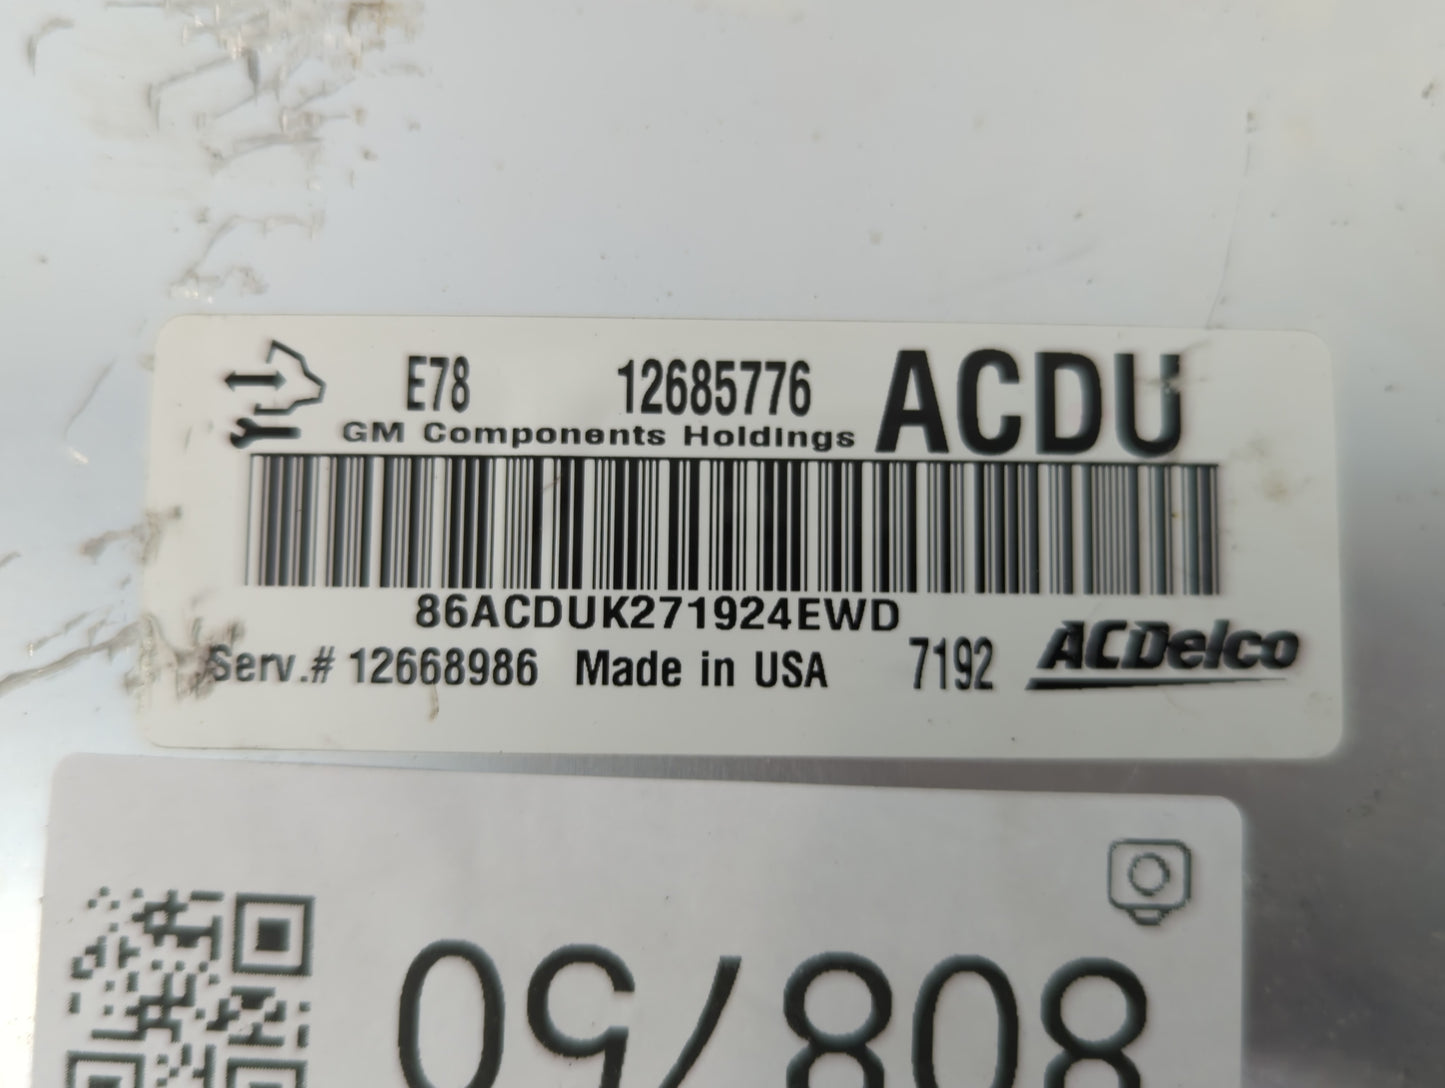 E78 12685776 ACDU
GM Components Holdings
86ACDUK271924EWD
Serv.# 12668986 Made in USA 7192 ACDelco